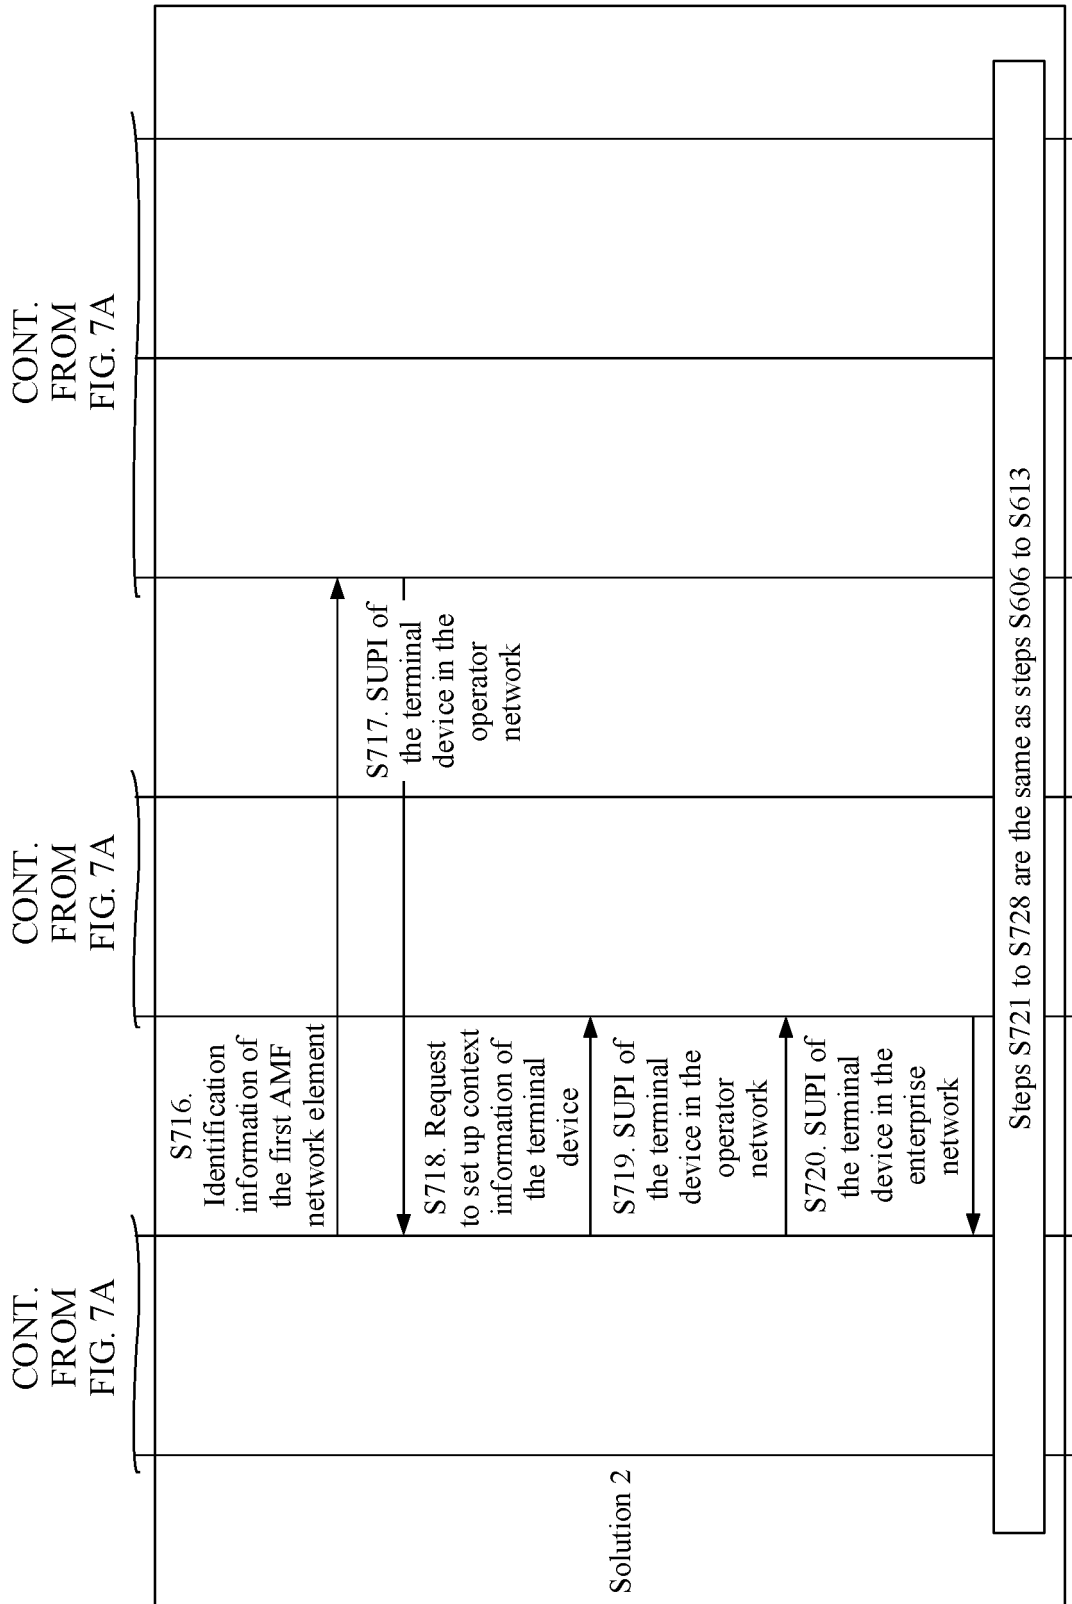 CONT.
FROM
FIG. 7A
CONT.
FROM
FIG. 7A
CONT.
FROM
FIG. 7A
S716.
Identification
information of
the first AMF
network element
S717. SUPI of
the terminal
device in the
operator
network
S718. Request
to set up context
information of
the terminal
device
S719. SUPI of
the terminal
device in the
operator
network
S720. SUPI of
the terminal
device in the
enterprise
network
Solution 2
Steps S721 to S728 are the same as steps S606 to S613